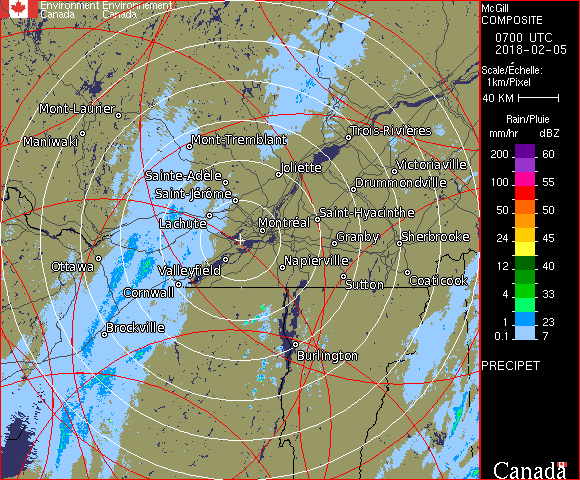 Environment Environnement
Canada Canada
McGill
COMPOSITE
0700 UTC
2018-02-05
Scale/Échelle:
1km/Pixel
40 KM
Rain/Pluie
mm/hr dBZ
200 60
100 55
50 50
24 45
12 40
4 33
1 23
0.1 7
PRECIPET
Canada
Mont-Laurier
Maniwaki
Mont-Tremblant
Trois-Rivières
Joliette
Victoriaville
Sainte-Adèle
Drummondville
Saint-Jérôme
Saint-Hyacinthe
Lachute
Montréal
Granby
Sherbrooke
Ottawa
Valleyfield
Napierville
Cornwall
Sutton
Coaticook
Brockville
Burlington